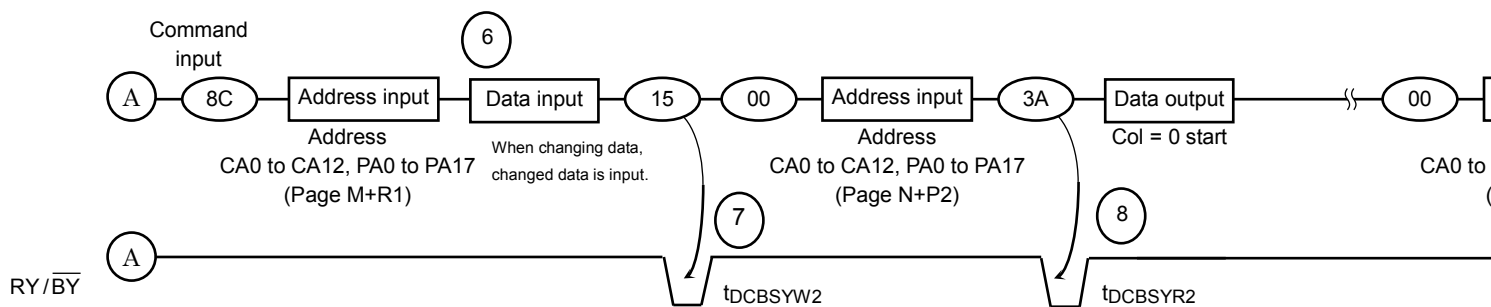 Command
input
6
A
8C
Address input
Data input
15
00
Address input
3A
Data output
00
Address
CA0 to CA12, PA0 to PA17
(Page M+R1)
When changing data,
changed data is input.
Address
CA0 to CA12, PA0 to PA17
(Page N+P2)
Col = 0 start
CA0 to
(
7
8
A
RY/BY
tDCBSYW2
tDCBSYR2